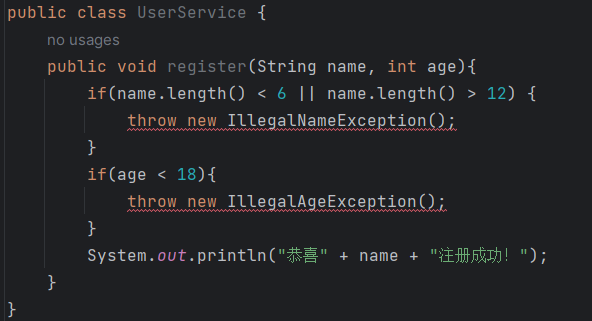 public class UserService {
no usages
public void register(String name, int age){
if(name.length() < 6 || name.length() > 12) {
throw new IllegalNameException();
}
if(age < 18){
throw new IllegalAgeException();
}
System.out.println("恭喜" + name + "注册成功！");
}
}